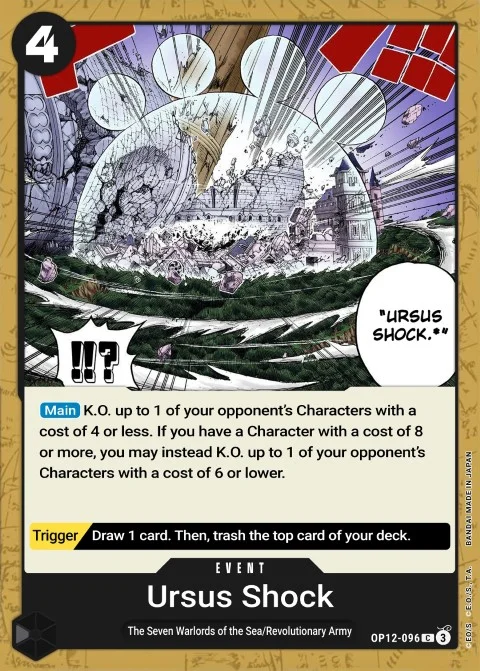 4
"URSUS
SHOCK.*"
!!?
Main K.O. up to 1 of your opponent's Characters with a
cost of 4 or less. If you have a Character with a cost of 8
or more, you may instead K.O. up to 1 of your opponent's
Characters with a cost of 6 or lower.
Trigger Draw 1 card. Then, trash the top card of your deck.
EVENT
Ursus Shock
The Seven Warlords of the Sea/Revolutionary Army
OP12-096 C 3
BANDAI MADE IN JAPAN
©E.O./S. ©E.O./S.,T.A.